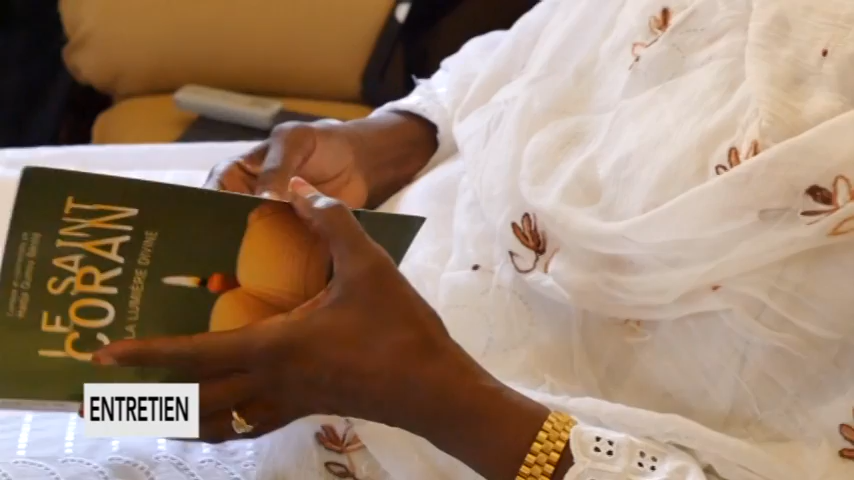 LE SAINT
CORAN
LA LUMIÈRE DIVINE
ENTRETIEN